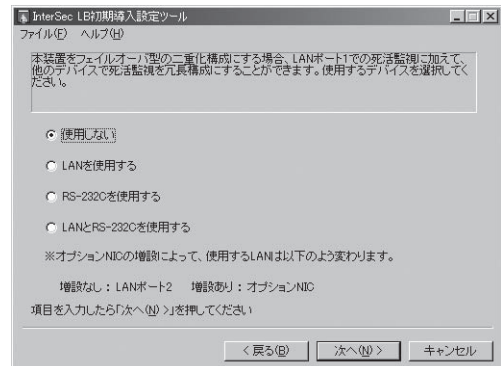 InterSec LB初期導入設定ツール
ファイル(F) ヘルプ(H)
本装置をフェイルオーバ型の二重化構成にする場合、LANポート1での死活監視に加えて、
他のデバイスで死活監視を冗長構成にすることができます。使用するデバイスを選択してく
ださい。
使用しない
LANを使用する
RS-232Cを使用する
LANとRS-232Cを使用する
※オプションNICの増設によって、使用するLANは以下のよう変わります。
増設なし：LANポート2 増設あり：オプションNIC
項目を入力したら「次へ(N) >」を押してください
< 戻る(B) 次へ(N) > キャンセル